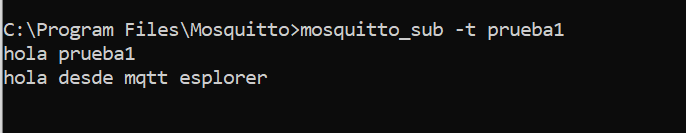 C:\Program Files\Mosquitto>mosquitto_sub -t prueba1
hola prueba1
hola desde mqtt esplorer